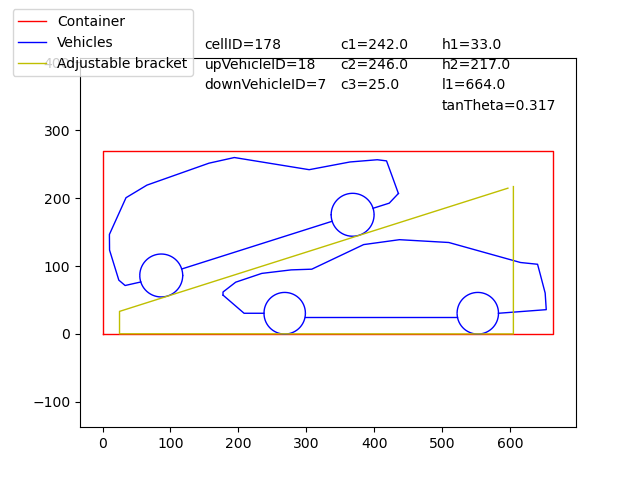 Container
Vehicles
Adjustable bracket
cellID=178 c1=242.0 h1=33.0
upVehicleID=18 c2=246.0 h2=217.0
downVehicleID=7 c3=25.0 l1=664.0
tanTheta=0.317
400
300
200
100
0
−100
0 100 200 300 400 500 600